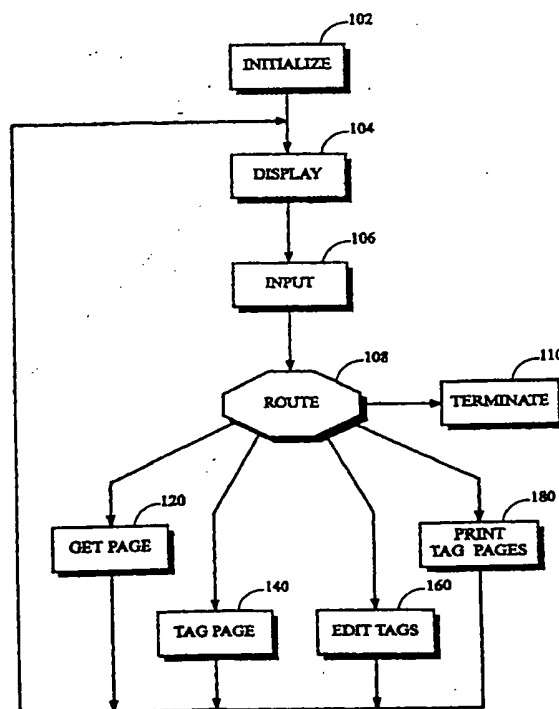 102
INITIALIZE
104
DISPLAY
106
INPUT
108
ROUTE
110
TERMINATE
120
GET PAGE
180
PRINT
TAG PAGES
140
TAG PAGE
160
EDIT TAGS